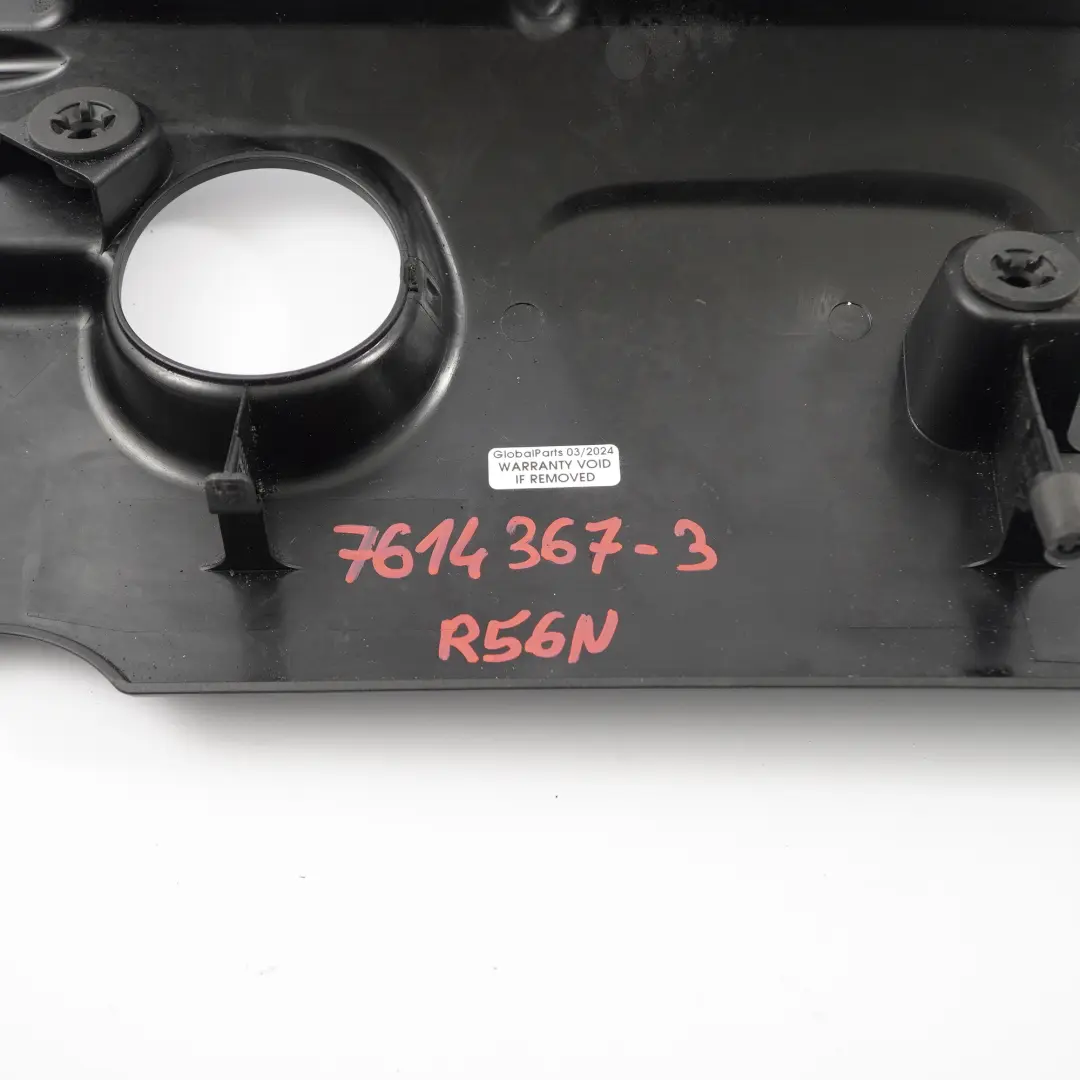 GlobalParts 03/2024
WARRANTY VOID
IF REMOVED
7614367-3
R56N